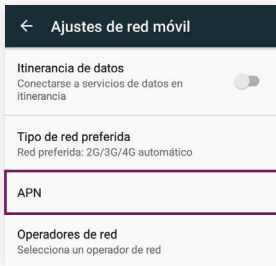 Ajustes de red móvil
Itinerancia de datos
Conectarse a servicios de datos en
itinerancia
Tipo de red preferida
Red preferida: 2G/3G/4G automático
APN
Operadores de red
Selecciona un operador de red